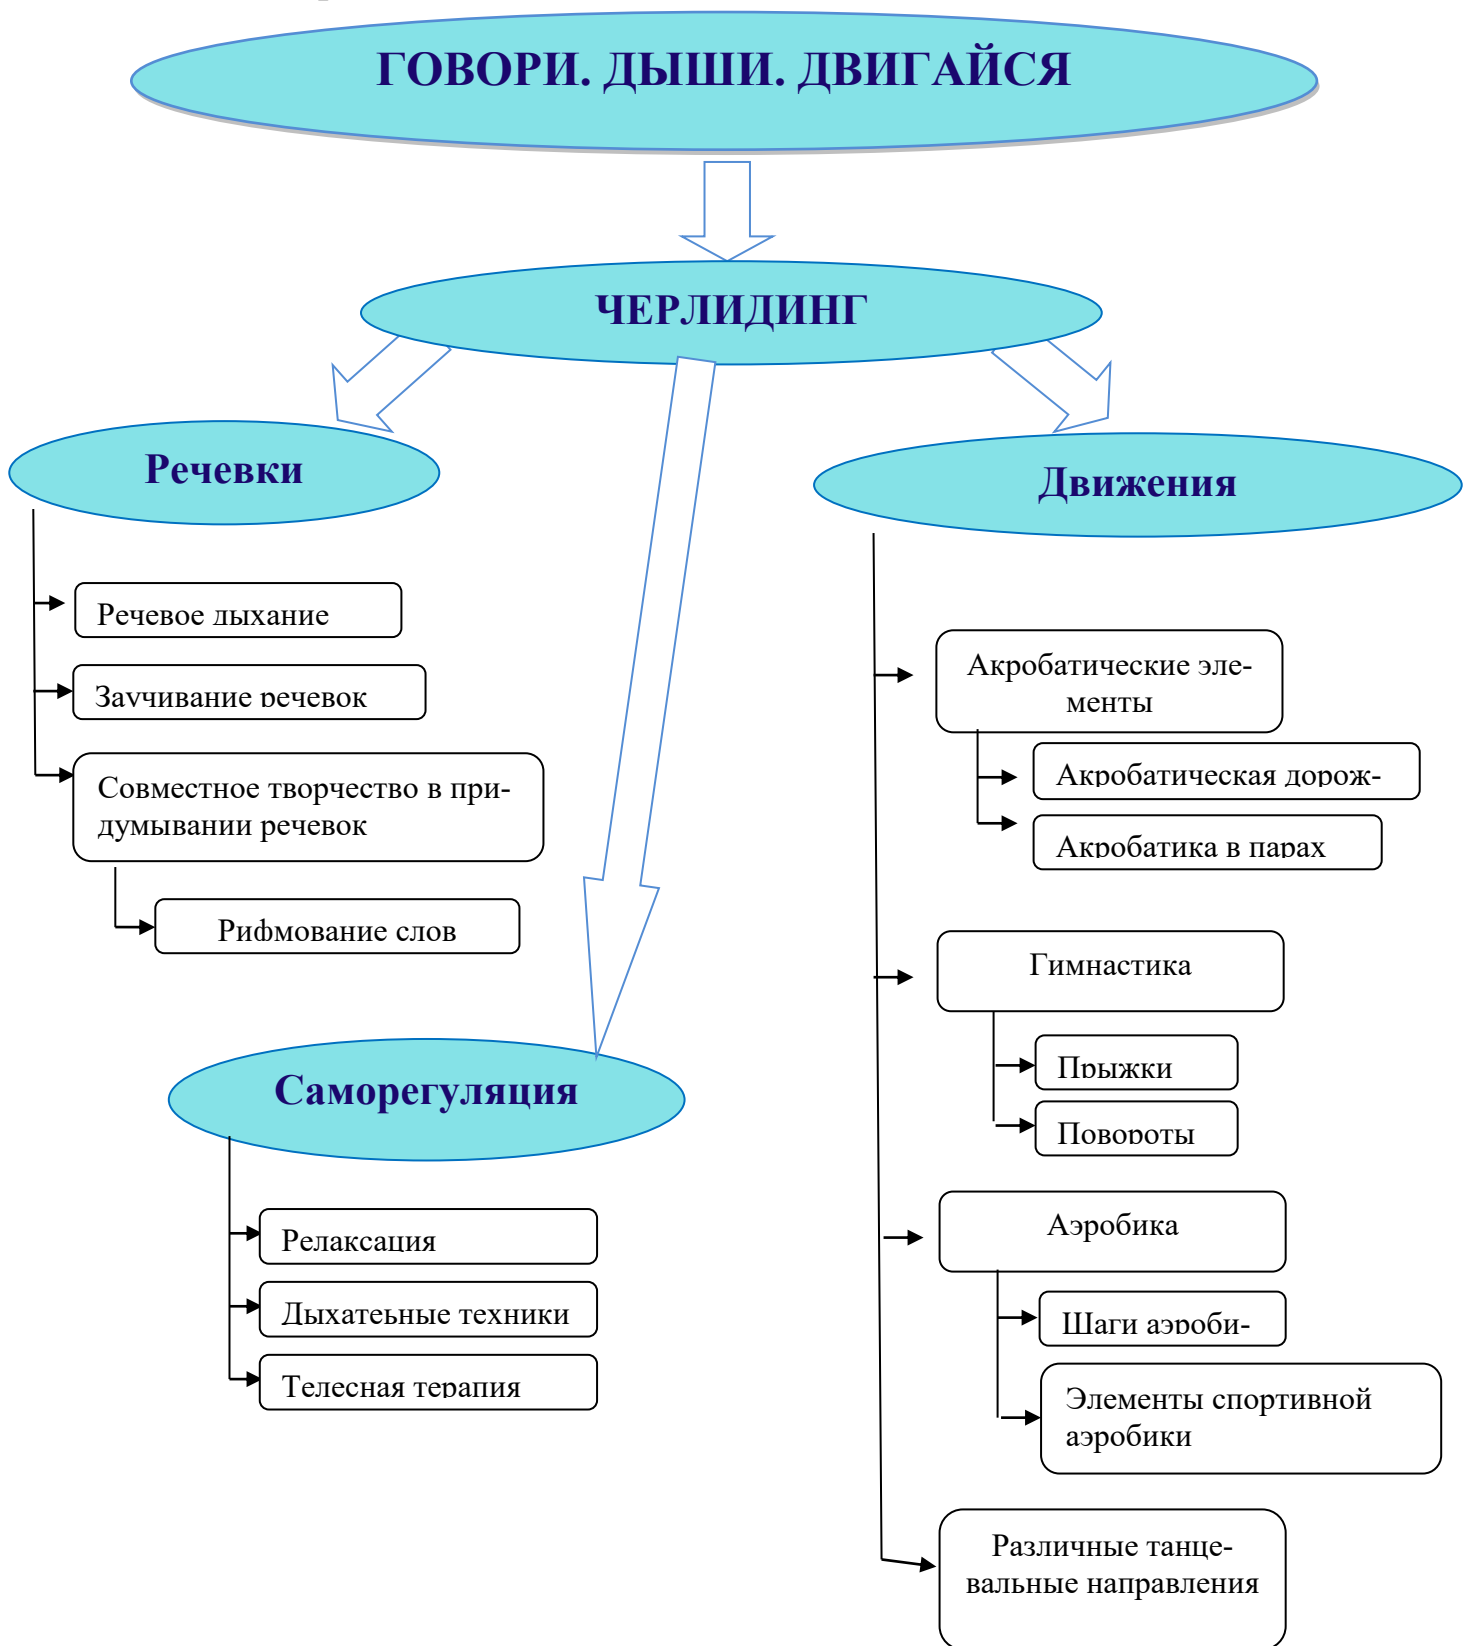 ГОВОРИ. ДЫШИ. ДВИГАЙСЯ
ЧЕРЛИДИНГ
Речевки
Речевое дыхание
Заучивание речевок
Совместное творчество в при-
думывании речевок
Рифмование слов
Саморегуляция
Релаксация
Дыхатеьные техники
Телесная терапия
Движения
Акробатические эле-
менты
Акробатическая дорож-
Акробатика в парах
Гимнастика
Прыжки
Повороты
Аэробика
Шаги аэроби-
Элементы спортивной
аэробики
Различные танце-
вальные направления